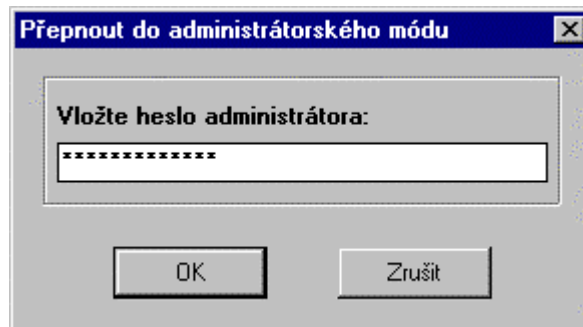 Přepnout do administrátorského módu
Vložte heslo administrátora:
*************
OK
Zrušit